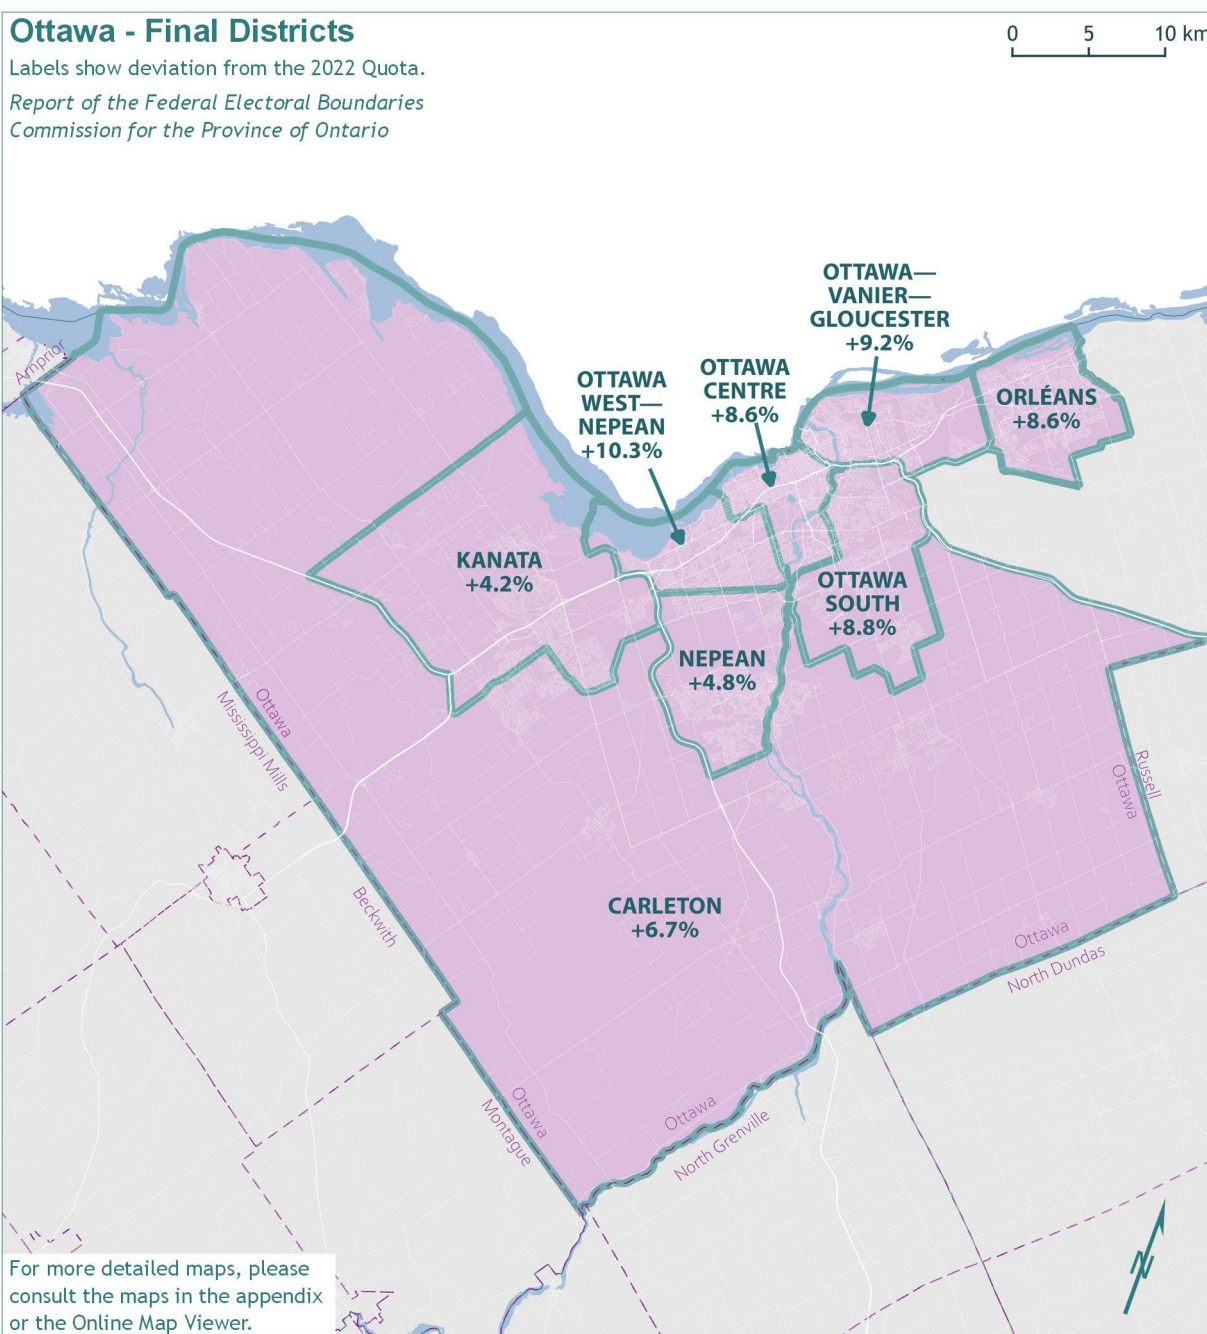 Ottawa - Final Districts
Labels show deviation from the 2022 Quota.
Report of the Federal Electoral Boundaries
Commission for the Province of Ontario
0 5 10 km
OTTAWA—
VANIER—
GLOUCESTER
+9.2%
OTTAWA
CENTRE
+8.6%
OTTAWA
WEST—
NEPEAN
+10.3%
ORLÉANS
+8.6%
Arnprior
KANATA
+4.2%
OTTAWA
SOUTH
+8.8%
NEPEAN
+4.8%
Ottawa
Mississippi Mills
Russell
Ottawa
CARLETON
+6.7%
Beckwith
Ottawa
North Dundas
Ottawa
Montague
Ottawa
North Grenville
N
For more detailed maps, please
consult the maps in the appendix
or the Online Map Viewer.